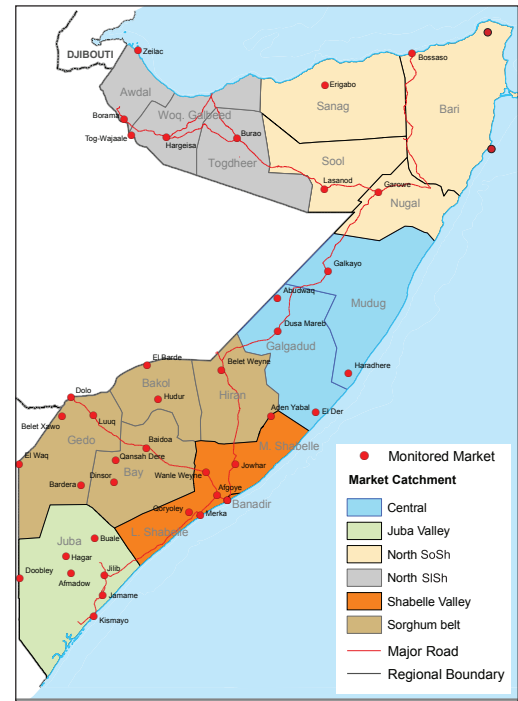 DJIBOUTI
Zeilac
Bossaso
Awdal
Erigabo
Sanag
Bari
Borama
Woq. Galbeed
Tog-Wajaale
Hargeisa
Burao
Togdheer
Sool
Lasanod
Garowe
Nugal
Galkayo
Abudwaq
Mudug
Dusa Mareb
Galgadud
El Barde
Belet Weyne
Haradhere
Bakol
Dolo
Hudur
Hiran
Aden Yabal
El Der
Belet Xawo
Luuq
Gedo
Baidoa
M. Shabelle
El Waq
Qansah Dere
Bay
Dinsor
Wanle Weyne
Jowhar
Bardera
Afgoye
Banadir
Qoryoley
Merka
L. Shabelle
Juba
Buale
Hagar
Doobley
Afmadow
Jilib
Jamame
Kismayo
Monitored Market
Market Catchment
Central
Juba Valley
North SoSh
North SlSh
Shabelle Valley
Sorghum belt
Major Road
Regional Boundary